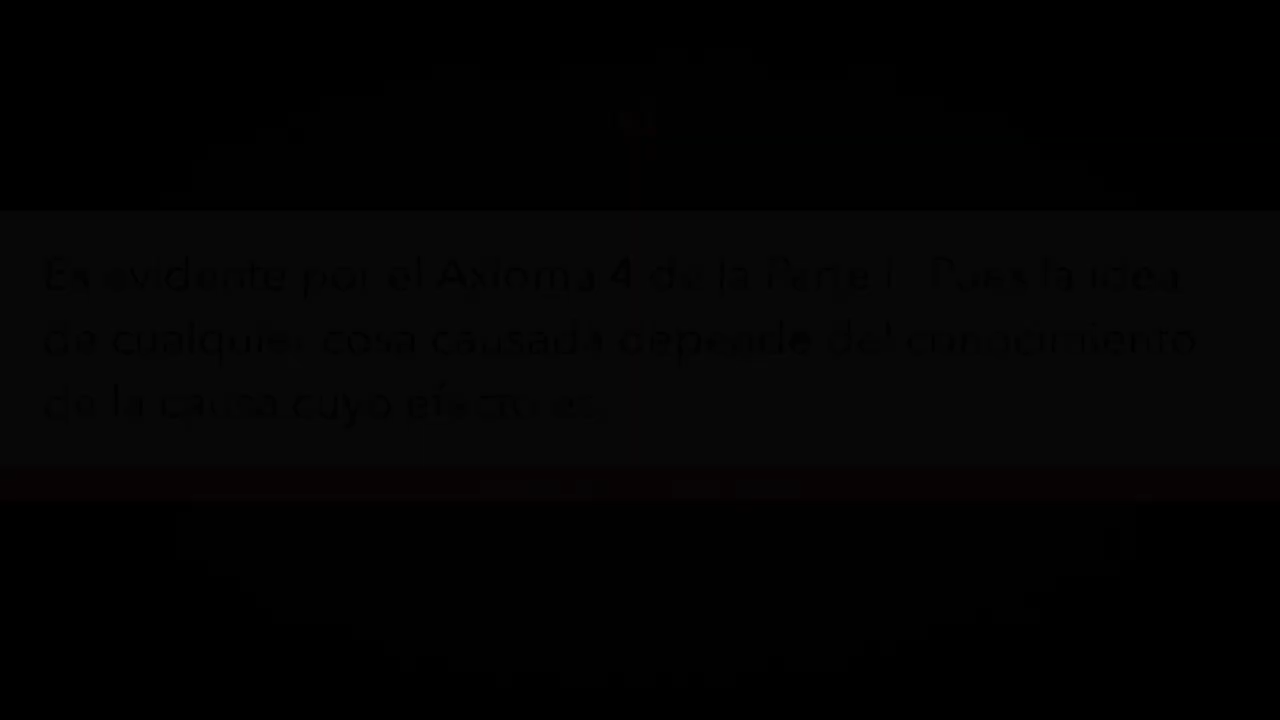 Es evidente por el Axioma 4 de la Parte I. Pues la idea
de cualquier cosa causada depende del conocimiento
de la causa cuyo efecto es.